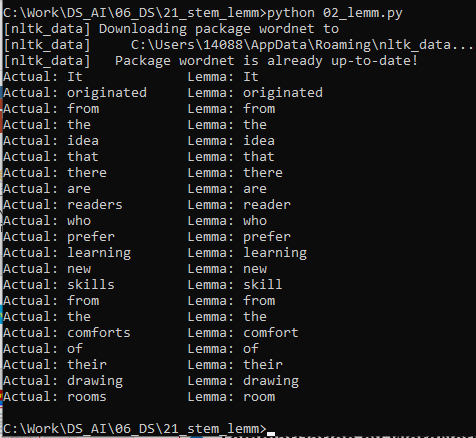 C:\Work\DS_AI\06_DS\21_stem_lemm>python 02_lemm.py
[nltk_data] Downloading package wordnet to
[nltk_data]     C:\Users\14088\AppData\Roaming\nltk_data...
[nltk_data]   Package wordnet is already up-to-date!
Actual: It          Lemma: It
Actual: originated     Lemma: originated
Actual: from          Lemma: from
Actual: the          Lemma: the
Actual: idea          Lemma: idea
Actual: that          Lemma: that
Actual: there          Lemma: there
Actual: are          Lemma: are
Actual: readers          Lemma: reader
Actual: who          Lemma: who
Actual: prefer          Lemma: prefer
Actual: learning          Lemma: learning
Actual: new          Lemma: new
Actual: skills          Lemma: skill
Actual: from          Lemma: from
Actual: the          Lemma: the
Actual: comforts          Lemma: comfort
Actual: of          Lemma: of
Actual: their          Lemma: their
Actual: drawing          Lemma: drawing
Actual: rooms          Lemma: room
C:\Work\DS_AI\06_DS\21_stem_lemm>